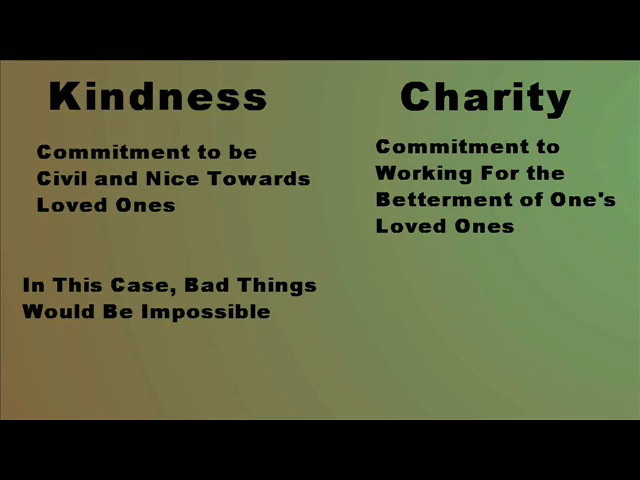 Kindness
Commitment to be
Civil and Nice Towards
Loved Ones
In This Case, Bad Things
Would Be Impossible
Charity
Commitment to
Working For the
Betterment of One's
Loved Ones